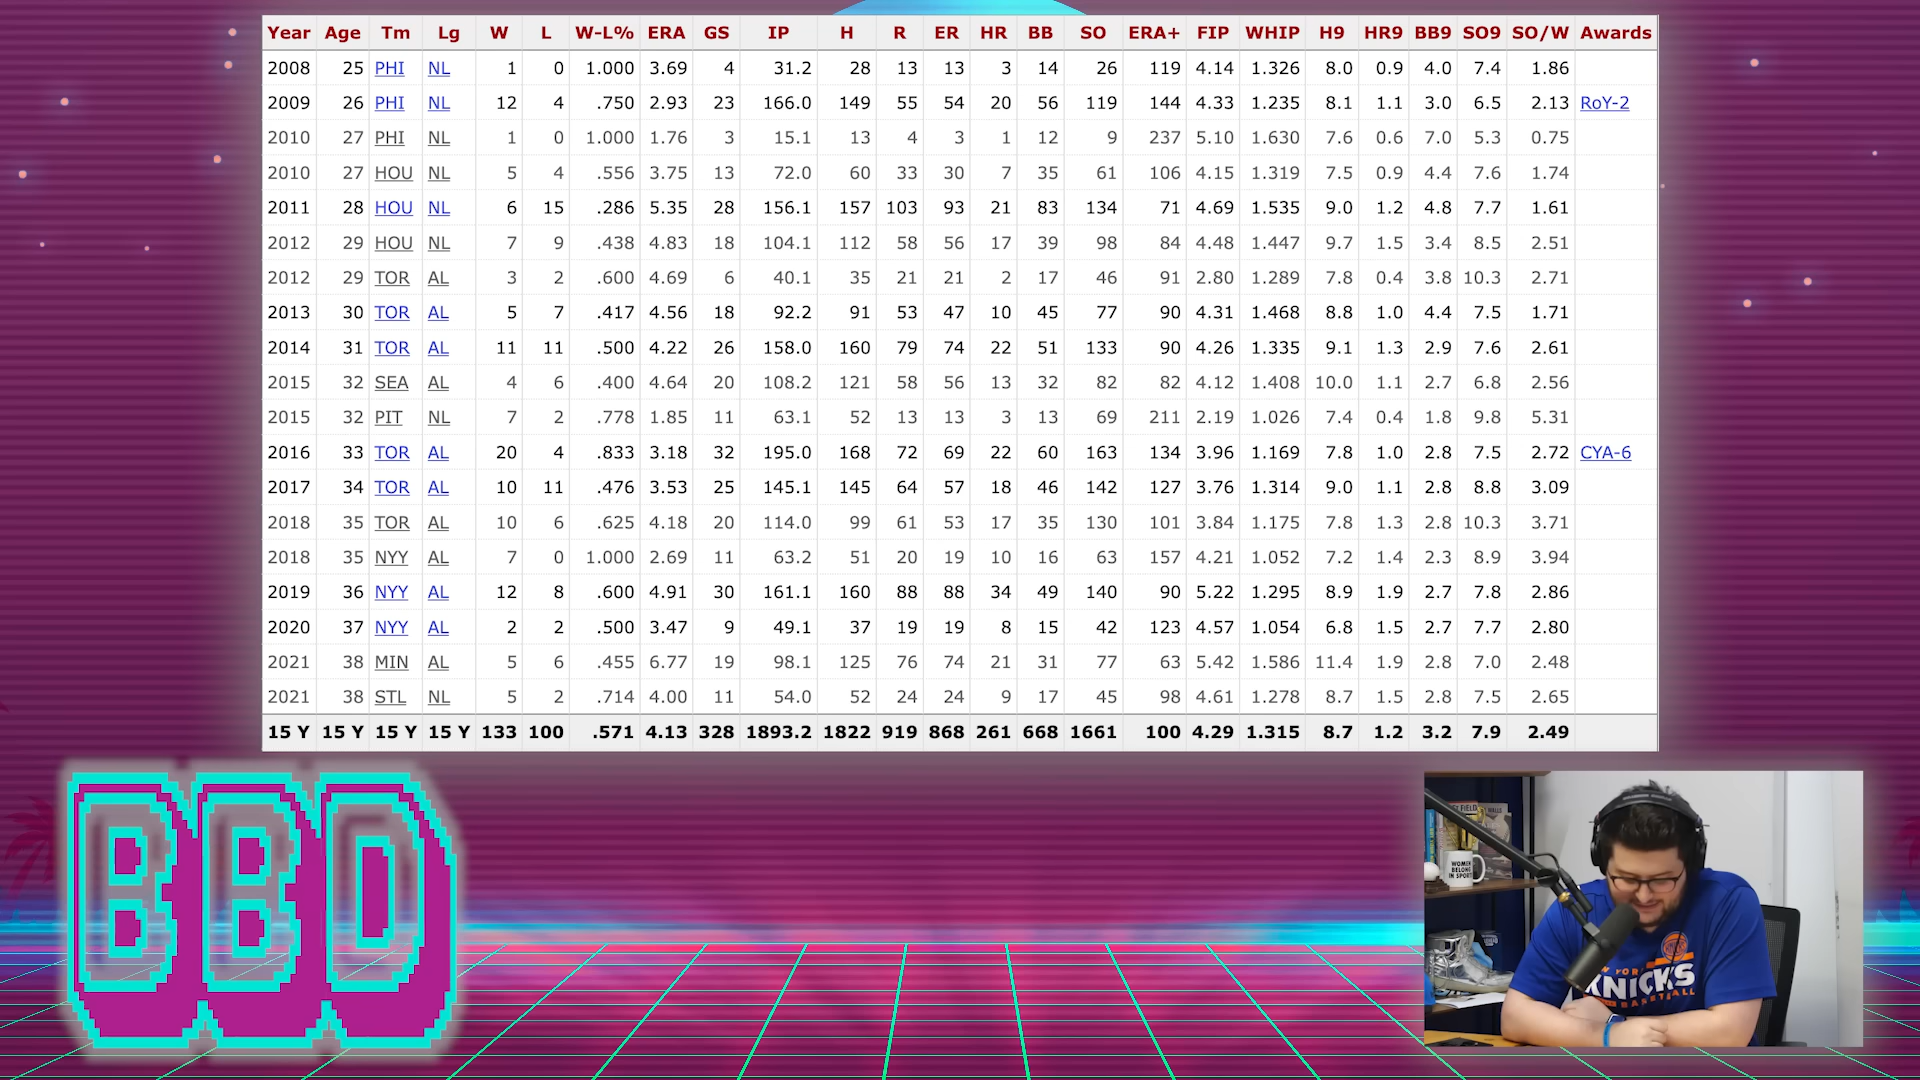 Year Age Tm Lg W L W-L% ERA GS IP H R ER HR BB SO ERA+ FIP WHIP H9 HR9 BB9 SO9 SO/W Awards
2008 25 PHI NL 1 0 1.000 3.69 4 31.2 28 13 13 3 14 26 119 4.14 1.326 8.0 0.9 4.0 7.4 1.86
2009 26 PHI NL 12 4 .750 2.93 23 166.0 149 55 54 20 56 119 144 4.33 1.235 8.1 1.1 3.0 6.5 2.13 RoY-2
2010 27 PHI NL 1 0 1.000 1.76 3 15.1 13 4 3 1 12 9 237 5.10 1.630 7.6 0.6 7.0 5.3 0.75
2010 27 HOU NL 5 4 .556 3.75 13 72.0 60 33 30 7 35 61 106 4.15 1.319 7.5 0.9 4.4 7.6 1.74
2011 28 HOU NL 6 15 .286 5.35 28 156.1 157 103 93 21 83 134 71 4.69 1.535 9.0 1.2 4.8 7.7 1.61
2012 29 HOU NL 7 9 .438 4.83 18 104.1 112 58 56 17 39 98 84 4.48 1.447 9.7 1.5 3.4 8.5 2.51
2012 29 TOR AL 3 2 .600 4.69 6 40.1 35 21 21 2 17 46 91 2.80 1.289 7.8 0.4 3.8 10.3 2.71
2013 30 TOR AL 5 7 .417 4.56 18 92.2 91 53 47 10 45 77 90 4.31 1.468 8.8 1.0 4.4 7.5 1.71
2014 31 TOR AL 11 11 .500 4.22 26 158.0 160 79 74 22 51 133 90 4.26 1.335 9.1 1.3 2.9 7.6 2.61
2015 32 SEA AL 4 6 .400 4.64 20 108.2 121 58 56 13 32 82 82 4.12 1.408 10.0 1.1 2.7 6.8 2.56
2015 32 PIT NL 7 2 .778 1.85 11 63.1 52 13 13 3 13 69 211 2.19 1.026 7.4 0.4 1.8 9.8 5.31
2016 33 TOR AL 20 4 .833 3.18 32 195.0 168 72 69 22 60 163 134 3.96 1.169 7.8 1.0 2.8 7.5 2.72 CYA-6
2017 34 TOR AL 10 11 .476 3.53 25 145.1 145 64 57 18 46 142 127 3.76 1.314 9.0 1.1 2.8 8.8 3.09
2018 35 TOR AL 10 6 .625 4.18 20 114.0 99 61 53 17 35 130 101 3.84 1.175 7.8 1.3 2.8 10.3 3.71
2018 35 NYY AL 7 0 1.000 2.69 11 63.2 51 20 19 10 16 63 157 4.21 1.052 7.2 1.4 2.3 8.9 3.94
2019 36 NYY AL 12 8 .600 4.91 30 161.1 160 88 88 34 49 140 90 5.22 1.295 8.9 1.9 2.7 7.8 2.86
2020 37 NYY AL 2 2 .500 3.47 9 49.1 37 19 19 8 15 42 123 4.57 1.054 6.8 1.5 2.7 7.7 2.80
2021 38 MIN AL 5 6 .455 6.77 19 98.1 125 76 74 21 31 77 63 5.42 1.586 11.4 1.9 2.8 7.0 2.48
2021 38 STL NL 5 2 .714 4.00 11 54.0 52 24 24 9 17 45 98 4.61 1.278 8.7 1.5 2.8 7.5 2.65
15 Y 15 Y 15 Y 15 Y 133 100 .571 4.13 328 1893.2 1822 919 868 261 668 1661 100 4.29 1.315 8.7 1.2 3.2 7.9 2.49
BBD
WOMEN
BELONG
IN SPORTS
KNICKS
BASKETBALL